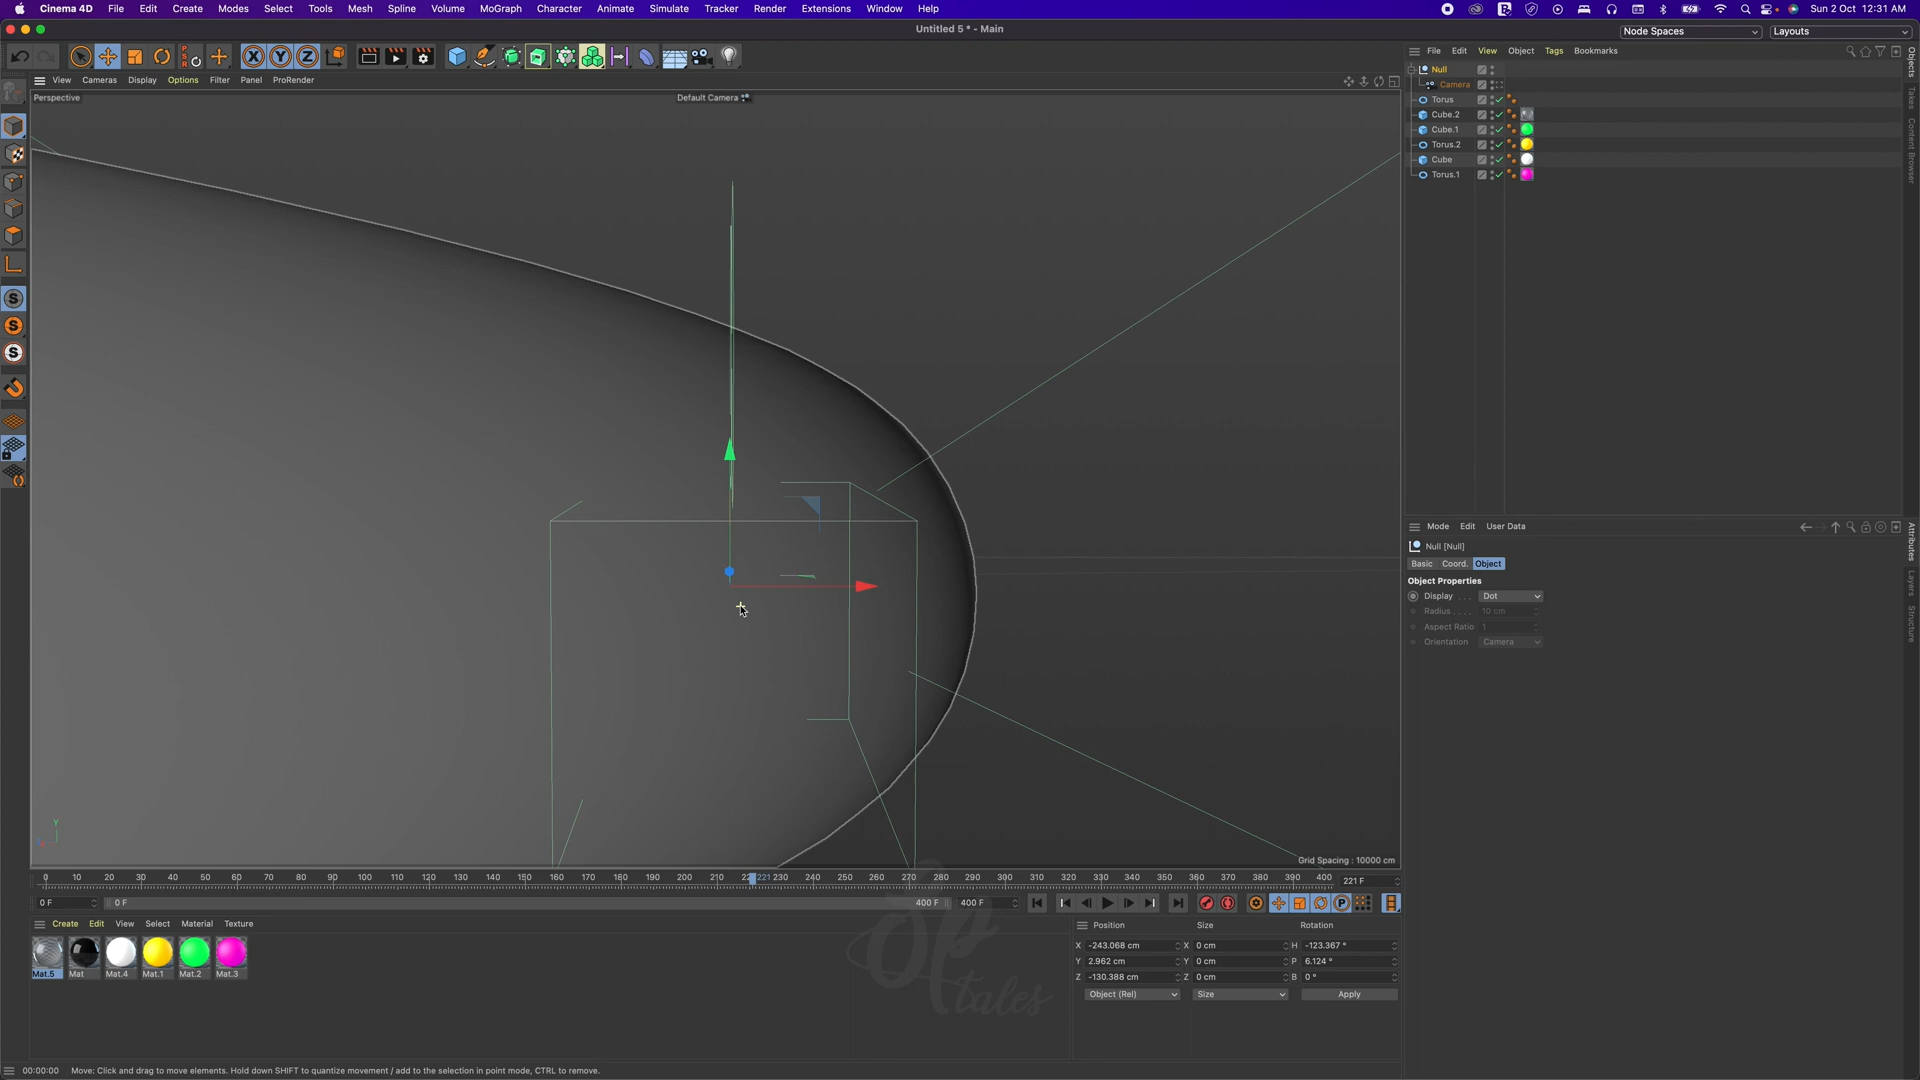 Cinema 4D File Edit Create Modes Select Tools Mesh Spline Volume MoGraph Character Animate Simulate Tracker Render Extensions Window Help
Sun 2 Oct 12:31 AM
Untitled 5 * - Main
Node Spaces
Layouts
View Cameras Display Options Filter Panel ProRender
File Edit View Object Tags Bookmarks
Perspective
Default Camera
Null
Camera
Torus
Cube.2
Cube.1
Torus.2
Cube
Torus.1
Objects
Takes
Content Browser
Mode Edit User Data
Null [Null]
Basic Coord. Object
Object Properties
Display . . . Dot
Radius . . . . 10 cm
Aspect Ratio 1
Orientation Camera
Attributes
Layers
Structure
Y
Grid Spacing : 10000 cm
0 10 20 30 40 50 60 70 80 90 100 110 120 130 140 150 160 170 180 190 200 210 22 221 230 240 250 260 270 280 290 300 310 320 330 340 350 360 370 380 390 400
221 F
0 F
0 F
400 F
400 F
Create Edit View Select Material Texture
Mat.5 Mat Mat.4 Mat.1 Mat.2 Mat.3
Position Size Rotation
X -243.068 cm X 0 cm H -123.367 °
Y 2.962 cm Y 0 cm P 6.124 °
Z -130.388 cm Z 0 cm B 0 °
Object (Rel) Size Apply
tales
00:00:00 Move: Click and drag to move elements. Hold down SHIFT to quantize movement / add to the selection in point mode, CTRL to remove.